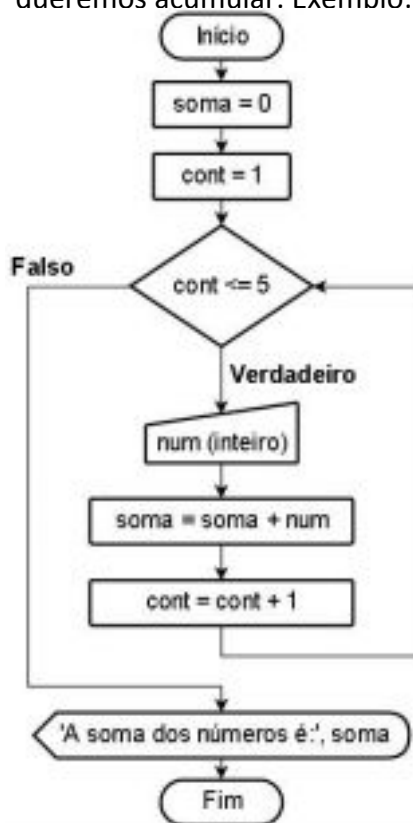 queremos acumular. Exemplo:
Início
soma = 0
cont = 1
Falso
cont <= 5
Verdadeiro
num (inteiro)
soma = soma + num
cont = cont + 1
'A soma dos números é:', soma
Fim